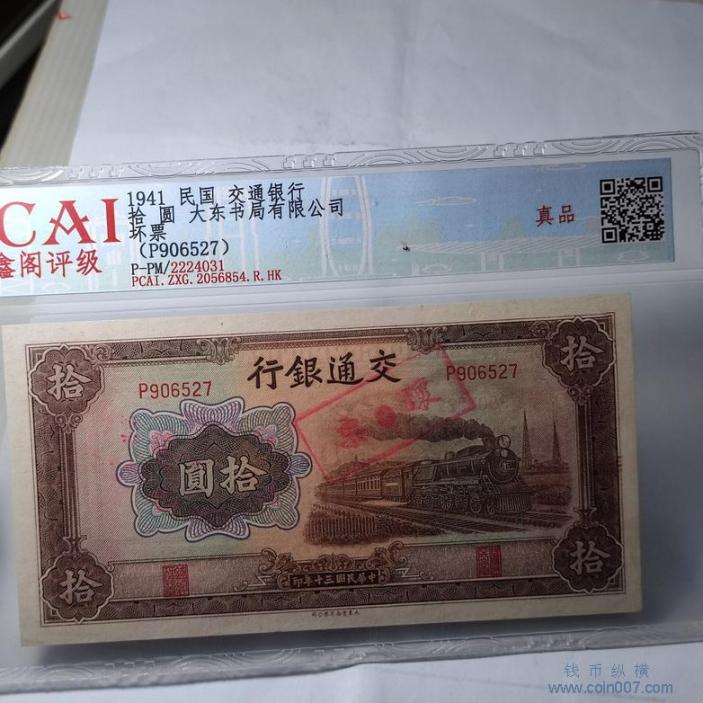 CAI
鑫阁评级
1941 民国 交通银行
拾 圆 大东书局有限公司
坏票
(P906527)
P-PM/2224031
PCAI.ZXG.2056854.R.HK
真品
拾
拾
行銀通交
P906527
P906527
壞
票
圓拾
印年十三國民華中
拾
拾
钱币纵横
www.coin007.com